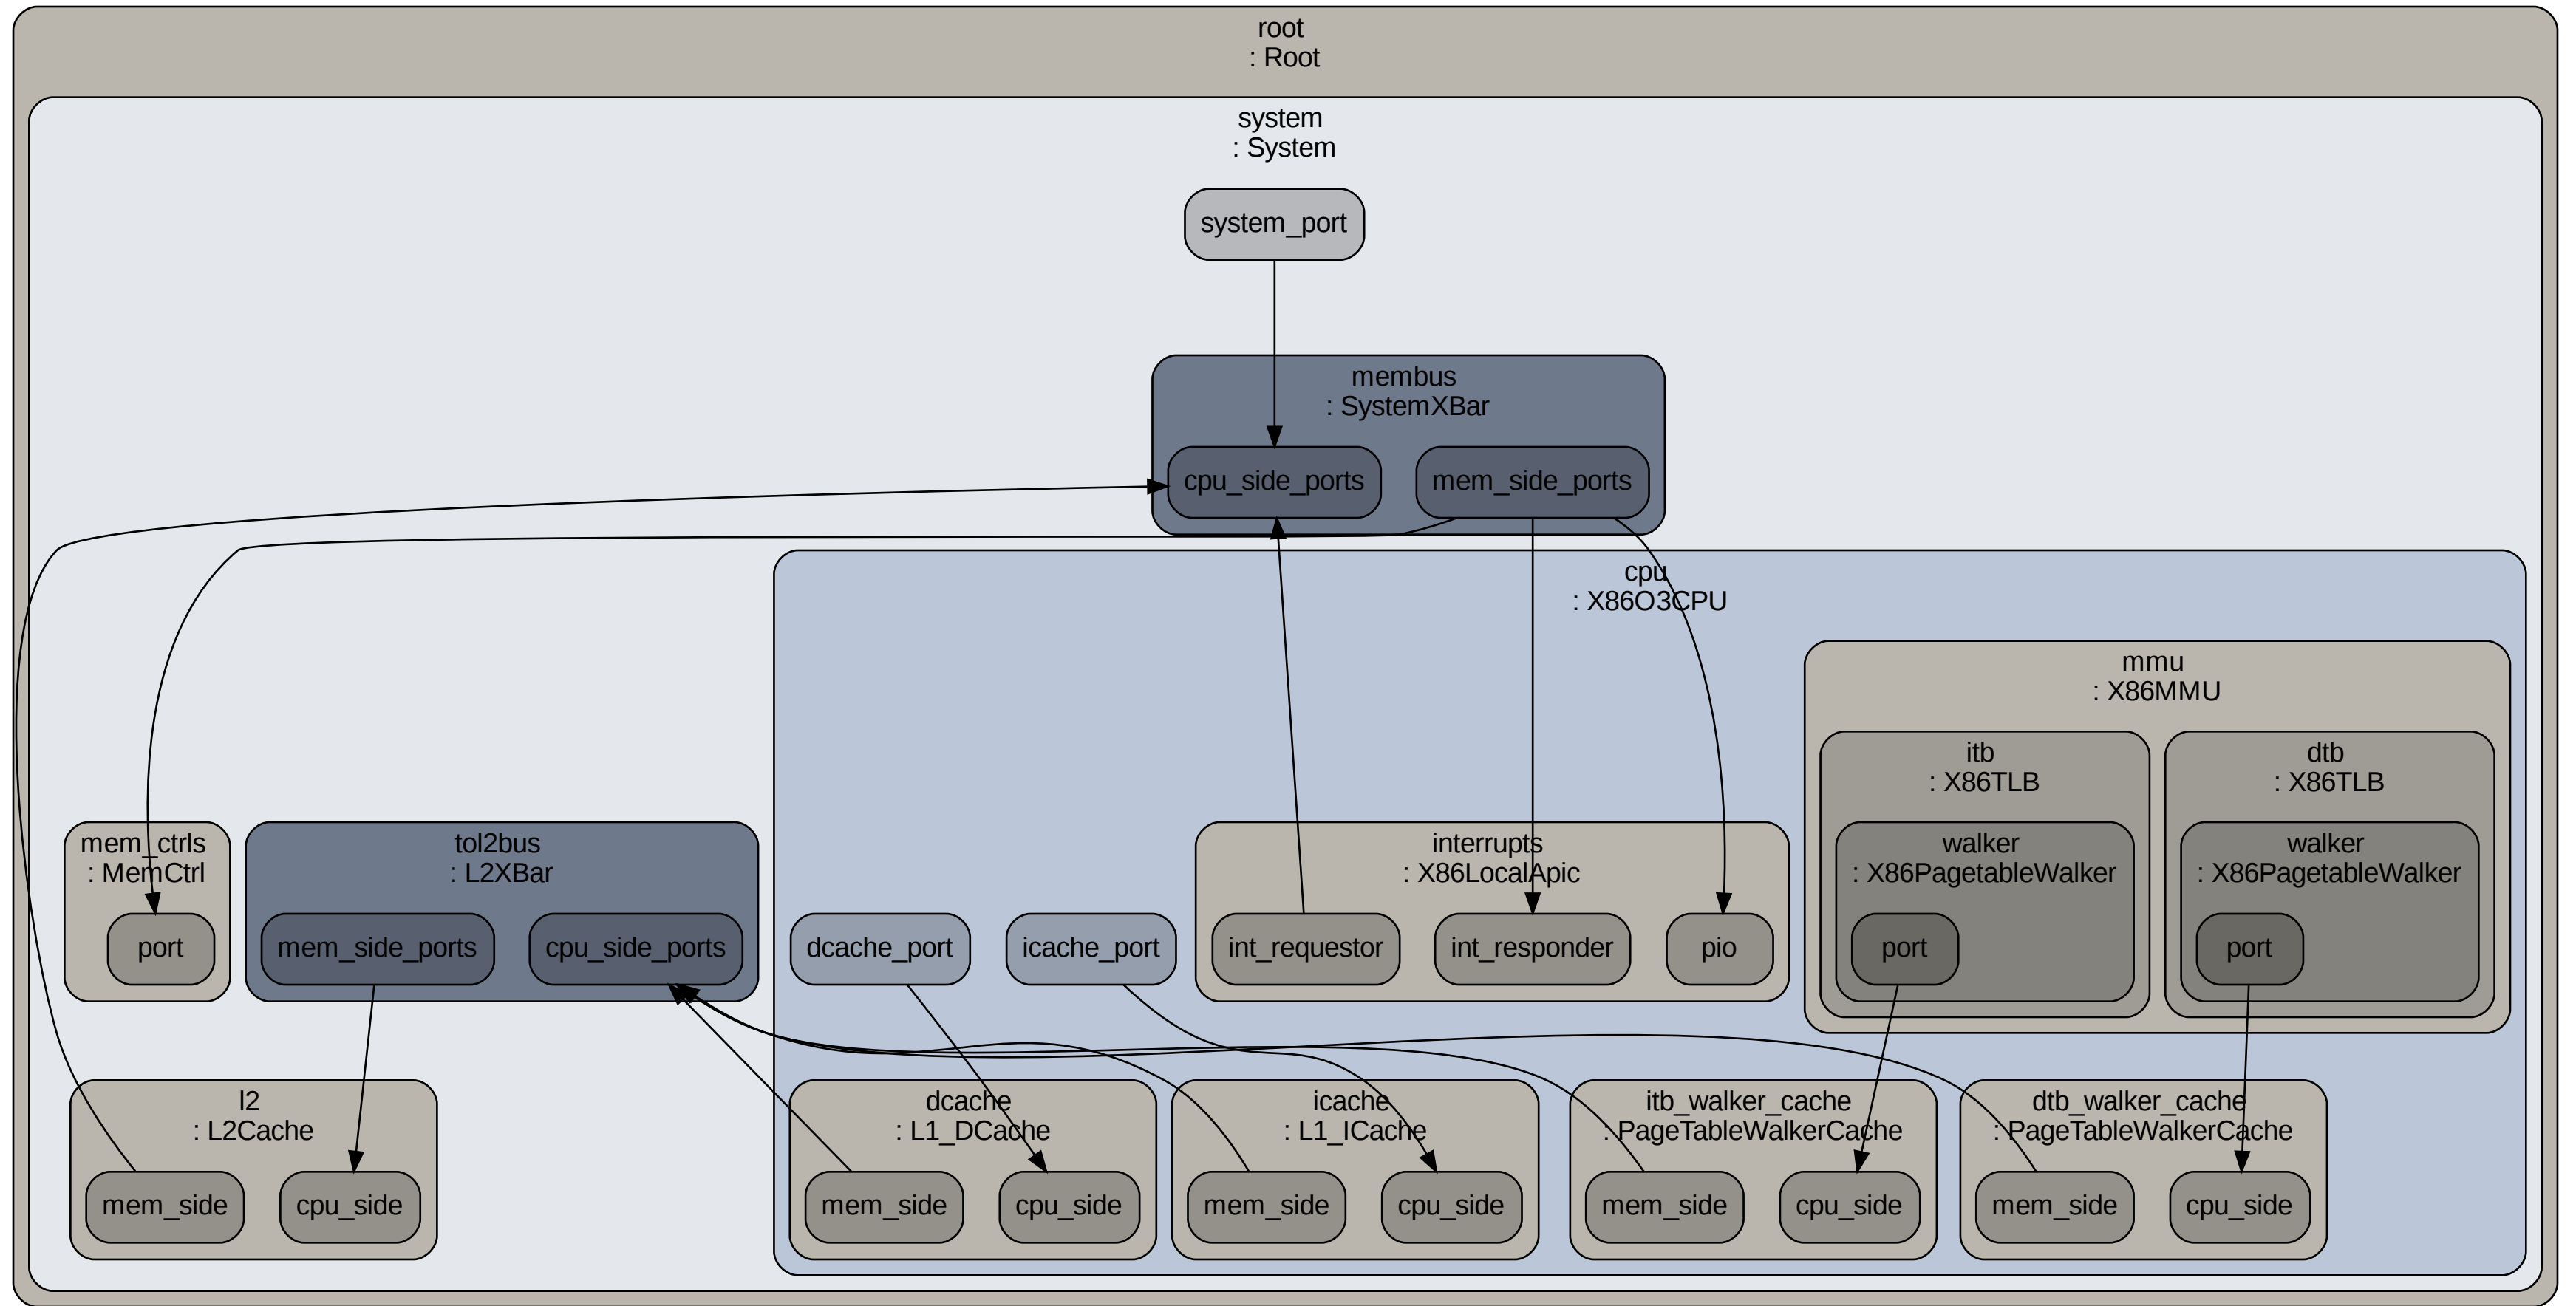 root
: Root
system
: System
system_port
membus
: SystemXBar
cpu_side_ports
mem_side_ports
cpu
: X86O3CPU
mmu
: X86MMU
itb
: X86TLB
dtb
: X86TLB
mem_ctrls
: MemCtrl
port
tol2bus
: L2XBar
mem_side_ports
cpu_side_ports
dcache_port
icache_port
interrupts
: X86LocalApic
int_requestor
int_responder
pio
walker
: X86PagetableWalker
port
walker
: X86PagetableWalker
port
l2
: L2Cache
mem_side
cpu_side
dcache
: L1_DCache
mem_side
cpu_side
icache
: L1_ICache
mem_side
cpu_side
itb_walker_cache
: PageTableWalkerCache
mem_side
cpu_side
dtb_walker_cache
: PageTableWalkerCache
mem_side
cpu_side